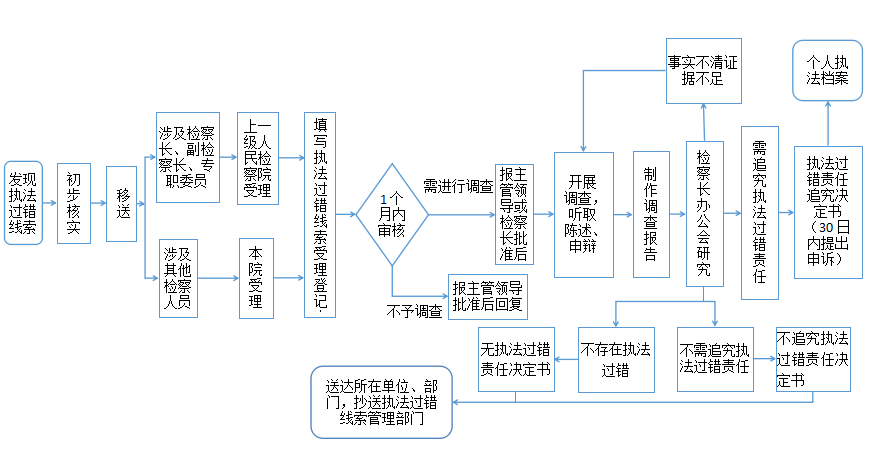 发现
执法
过错
线索
初
步
核
实
移
送
涉及检察
长、副检
察长、专
职委员
上一
级人
民检
察院
受理
涉及
其他
检察
人员
本
院
受
理
填
写
执
法
过
错
线
索
受
理
登
记.
1个
月内
审核
需进行调查
不予调查
报主
管领
导或
检察
长批
准后
报主管领导
批准后回复
开展
调查，
听取
陈述、
申辩
制
作
调
查
报
告
事实不清证
据不足
检
察
长
办
公
会
研
究
需
追
究
执
法
过
错
责
任
执法过
错责任
追究决
定书
（30日
内提出
申诉）
个人执
法档案
无执法过错
责任决定书
不存在执法
过错
不需追究执
法过错责任
不追究执法
过错责任决
定书
送达所在单位、部
门，抄送执法过错
线索管理部门